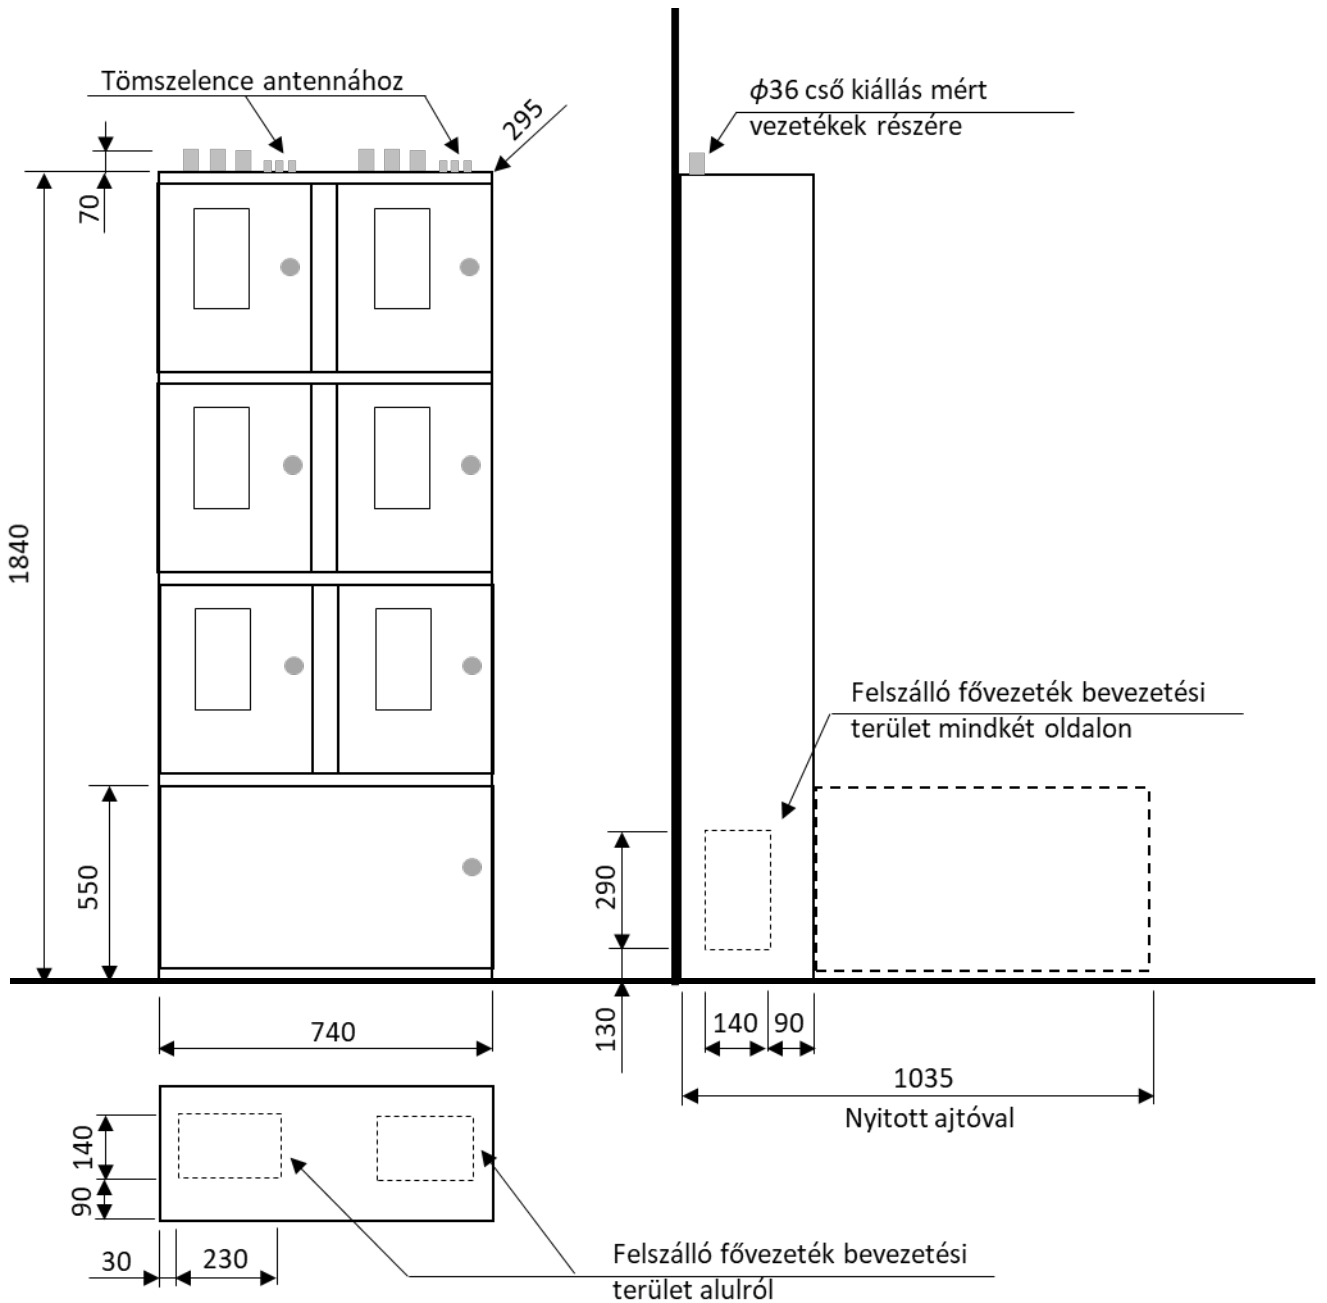 Tömszelence antennához
295
ϕ36 cső kiállás mért
vezetékek részére
70
1840
Felszálló fővezeték bevezetési
terület mindkét oldalon
550
290
130
740
140
90
1035
Nyitott ajtóval
140
90
30
230
Felszálló fővezeték bevezetési
terület alulról